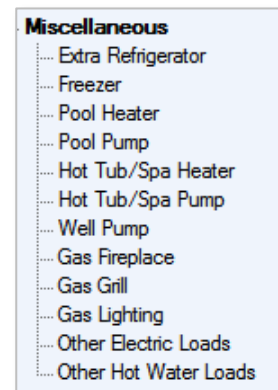 Miscellaneous
Extra Refrigerator
Freezer
Pool Heater
Pool Pump
Hot Tub/Spa Heater
Hot Tub/Spa Pump
Well Pump
Gas Fireplace
Gas Grill
Gas Lighting
Other Electric Loads
Other Hot Water Loads